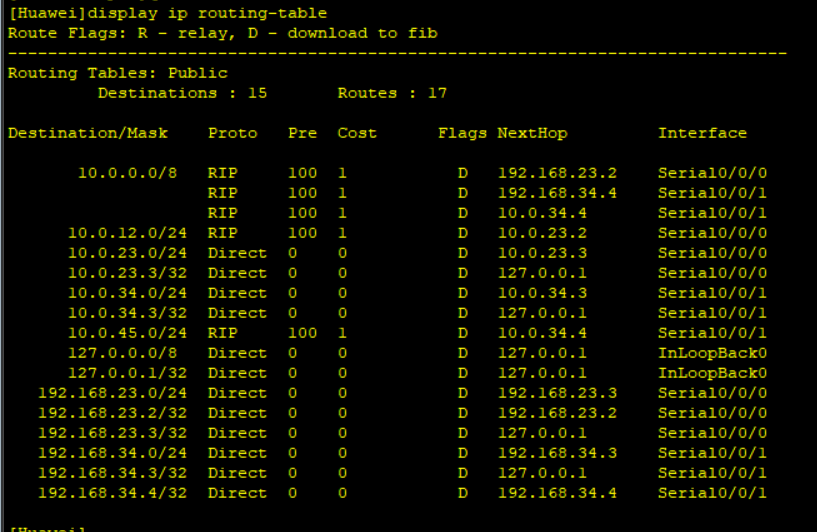 [Huawei]display ip routing-table
Route Flags: R - relay, D - download to fib
------------------------------------------------------------------------------
Routing Tables: Public
         Destinations : 15       Routes : 17

Destination/Mask    Proto   Pre  Cost      Flags NextHop         Interface

       10.0.0.0/8   RIP     100  1           D   192.168.23.2    Serial0/0/0
                    RIP     100  1           D   192.168.34.4    Serial0/0/1
                    RIP     100  1           D   10.0.34.4       Serial0/0/1
      10.0.12.0/24  RIP     100  1           D   10.0.23.2       Serial0/0/0
      10.0.23.0/24  Direct  0    0           D   10.0.23.3       Serial0/0/0
      10.0.23.3/32  Direct  0    0           D   127.0.0.1       Serial0/0/0
      10.0.34.0/24  Direct  0    0           D   10.0.34.3       Serial0/0/1
      10.0.34.3/32  Direct  0    0           D   127.0.0.1       Serial0/0/1
      10.0.45.0/24  RIP     100  1           D   10.0.34.4       Serial0/0/1
      127.0.0.0/8   Direct  0    0           D   127.0.0.1       InLoopBack0
      127.0.0.1/32  Direct  0    0           D   127.0.0.1       InLoopBack0
   192.168.23.0/24  Direct  0    0           D   192.168.23.3    Serial0/0/0
   192.168.23.2/32  Direct  0    0           D   192.168.23.2    Serial0/0/0
   192.168.23.3/32  Direct  0    0           D   127.0.0.1       Serial0/0/0
   192.168.34.0/24  Direct  0    0           D   192.168.34.3    Serial0/0/1
   192.168.34.3/32  Direct  0    0           D   127.0.0.1       Serial0/0/1
   192.168.34.4/32  Direct  0    0           D   192.168.34.4    Serial0/0/1

[Huawei]